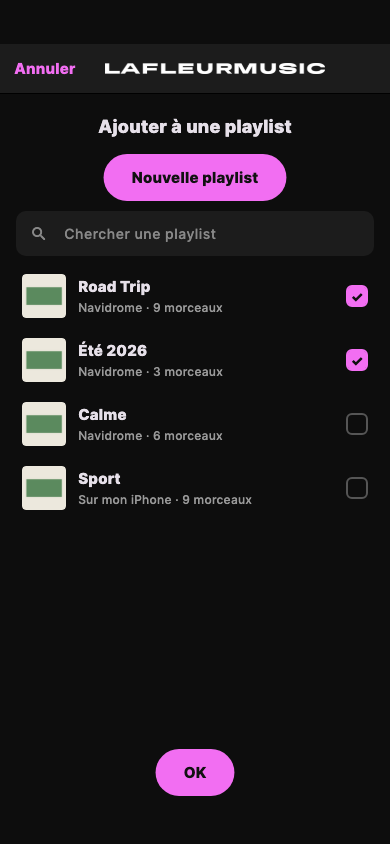 Annuler
LAFLEURMUSIC
Ajouter à une playlist
Nouvelle playlist
Chercher une playlist
Road Trip
Navidrome · 9 morceaux
Été 2026
Navidrome · 3 morceaux
Calme
Navidrome · 6 morceaux
Sport
Sur mon iPhone · 9 morceaux
OK